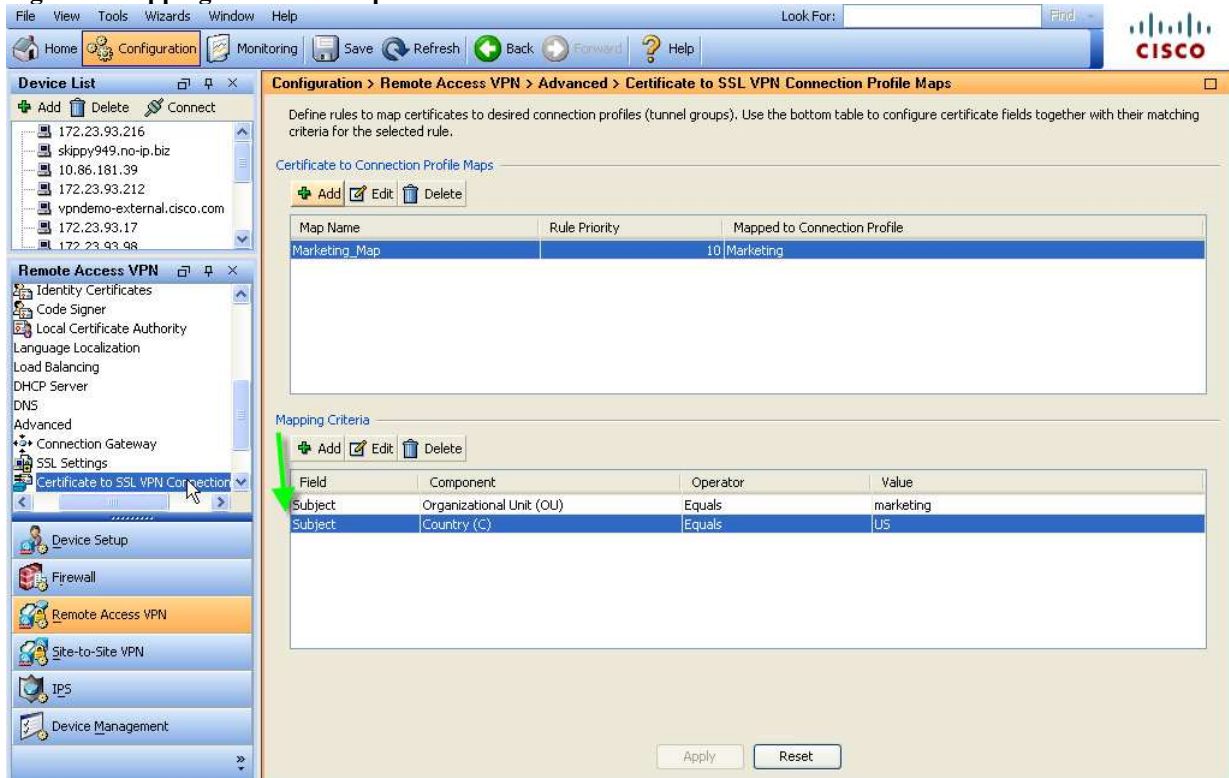 File View Tools Wizards Window Help Look For: Find
Home Configuration Monitoring Save Refresh Back Forward Help
CISCO
Device List
Add Delete Connect
172.23.93.216
skippy949.no-ip.biz
10.86.181.39
172.23.93.212
vpndemo-external.cisco.com
172.23.93.17
172.23.93.98
Remote Access VPN
Identity Certificates
Code Signer
Local Certificate Authority
Language Localization
Load Balancing
DHCP Server
DNS
Advanced
Connection Gateway
SSL Settings
Certificate to SSL VPN Connection
Device Setup
Firewall
Remote Access VPN
Site-to-Site VPN
IPS
Device Management
Configuration > Remote Access VPN > Advanced > Certificate to SSL VPN Connection Profile Maps
Define rules to map certificates to desired connection profiles (tunnel groups). Use the bottom table to configure certificate fields together with their matching
criteria for the selected rule.
Certificate to Connection Profile Maps
Add Edit Delete
Map Name Rule Priority Mapped to Connection Profile
Marketing_Map 10 Marketing
Mapping Criteria
Add Edit Delete
Field Component Operator Value
Subject Organizational Unit (OU) Equals marketing
Subject Country (C) Equals US
Apply Reset